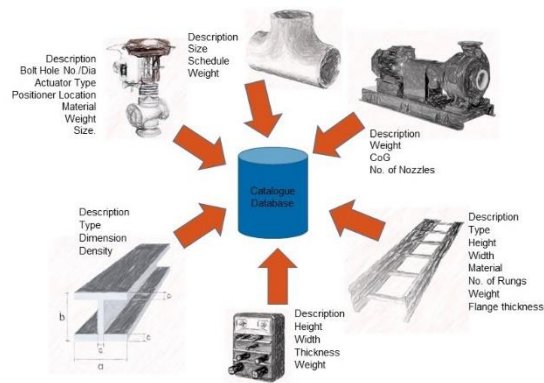 Description
Bolt Hole No./Dia
Actuator Type
Positioner Location
Material
Weight
Size.
Description
Size
Schedule
Weight
Description
Weight
CoG
No. of Nozzles
Catalogue
Database
Description
Type
Dimension
Density
b
a
c
c
Description
Height
Width
Thickness
Weight
Description
Type
Height
Width
Material
No. of Rungs
Weight
Flange thickness